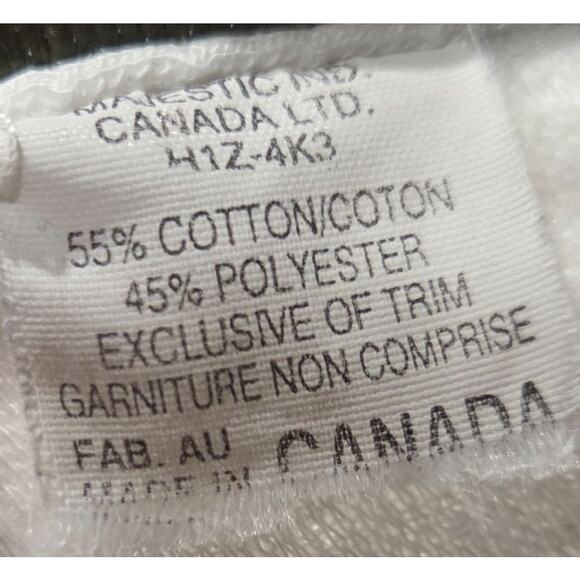 MAJESTIC IND.
CANADA LTD.
H1Z-4K3
55% COTTON/COTON
45% POLYESTER
EXCLUSIVE OF TRIM
GARNITURE NON COMPRISE
FAB. AU CANADA
MADE IN